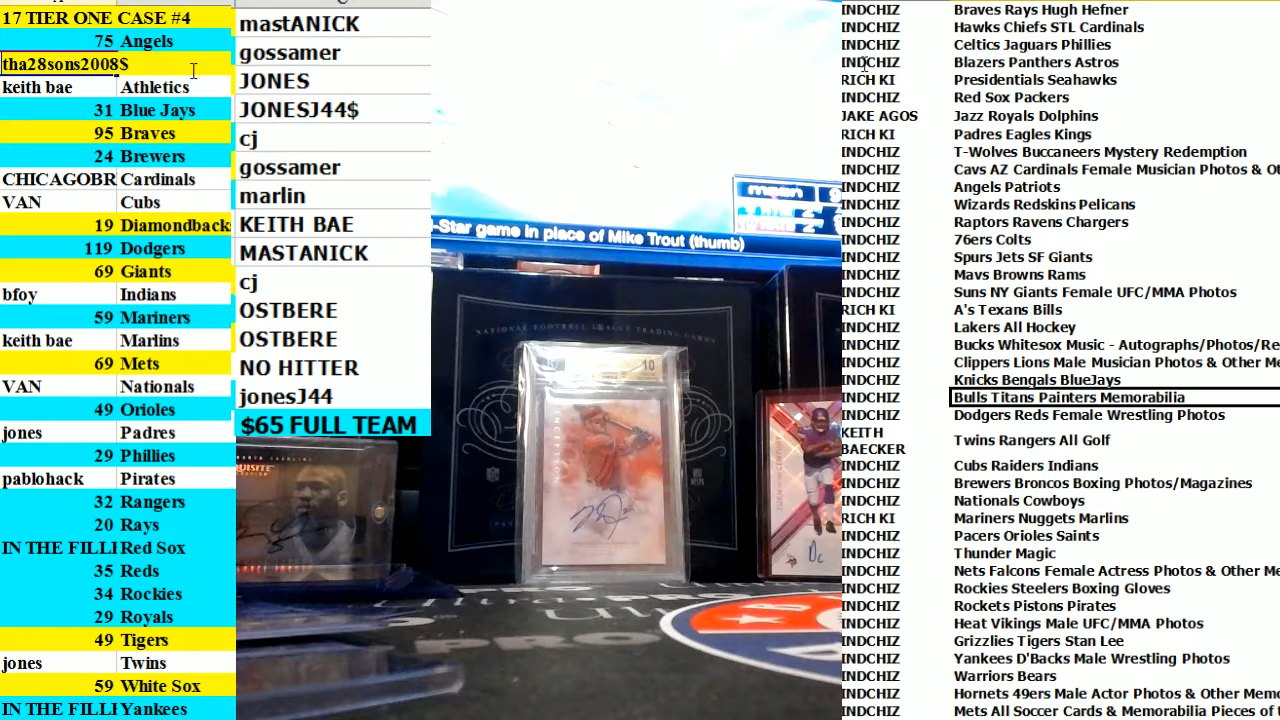 17 TIER ONE CASE #4
75 Angels
tha28sons2008$
keith bae Athletics
31 Blue Jays
95 Braves
24 Brewers
CHICAGOBR Cardinals
VAN Cubs
19 Diamondbacks
119 Dodgers
69 Giants
bfoy Indians
59 Mariners
keith bae Marlins
69 Mets
VAN Nationals
49 Orioles
jones Padres
29 Phillies
pablohack Pirates
32 Rangers
20 Rays
IN THE FILLI Red Sox
35 Reds
34 Rockies
29 Royals
49 Tigers
jones Twins
59 White Sox
IN THE FILLI Yankees
mastANICK
gossamer
JONES
JONESJ44$
cj
gossamer
marlin
KEITH BAE
MASTANICK
cj
OSTBERE
OSTBERE
NO HITTER
jonesJ44
$65 FULL TEAM
-Star game in place of Mike Trout (thumb)
NATIONAL FOOTBALL LEAGUE TRADING CARDS
10
INDCHIZ Braves Rays Hugh Hefner
INDCHIZ Hawks Chiefs STL Cardinals
INDCHIZ Celtics Jaguars Phillies
INDCHIZ Blazers Panthers Astros
RICH KI Presidentials Seahawks
INDCHIZ Red Sox Packers
JAKE AGOS Jazz Royals Dolphins
RICH KI Padres Eagles Kings
INDCHIZ T-Wolves Buccaneers Mystery Redemption
INDCHIZ Cavs AZ Cardinals Female Musician Photos & Ot
INDCHIZ Angels Patriots
INDCHIZ Wizards Redskins Pelicans
INDCHIZ Raptors Ravens Chargers
INDCHIZ 76ers Colts
INDCHIZ Spurs Jets SF Giants
INDCHIZ Mavs Browns Rams
INDCHIZ Suns NY Giants Female UFC/MMA Photos
RICH KI A's Texans Bills
INDCHIZ Lakers All Hockey
INDCHIZ Bucks Whitesox Music - Autographs/Photos/Re
INDCHIZ Clippers Lions Male Musician Photos & Other Me
INDCHIZ Knicks Bengals BlueJays
INDCHIZ Bulls Titans Painters Memorabilia
INDCHIZ Dodgers Reds Female Wrestling Photos
KEITH BAECKER Twins Rangers All Golf
INDCHIZ Cubs Raiders Indians
INDCHIZ Brewers Broncos Boxing Photos/Magazines
INDCHIZ Nationals Cowboys
RICH KI Mariners Nuggets Marlins
INDCHIZ Pacers Orioles Saints
INDCHIZ Thunder Magic
INDCHIZ Nets Falcons Female Actress Photos & Other Me
INDCHIZ Rockies Steelers Boxing Gloves
INDCHIZ Rockets Pistons Pirates
INDCHIZ Heat Vikings Male UFC/MMA Photos
INDCHIZ Grizzlies Tigers Stan Lee
INDCHIZ Yankees D'Backs Male Wrestling Photos
INDCHIZ Warriors Bears
INDCHIZ Hornets 49ers Male Actor Photos & Other Memo
INDCHIZ Mets All Soccer Cards & Memorabilia Pieces of t